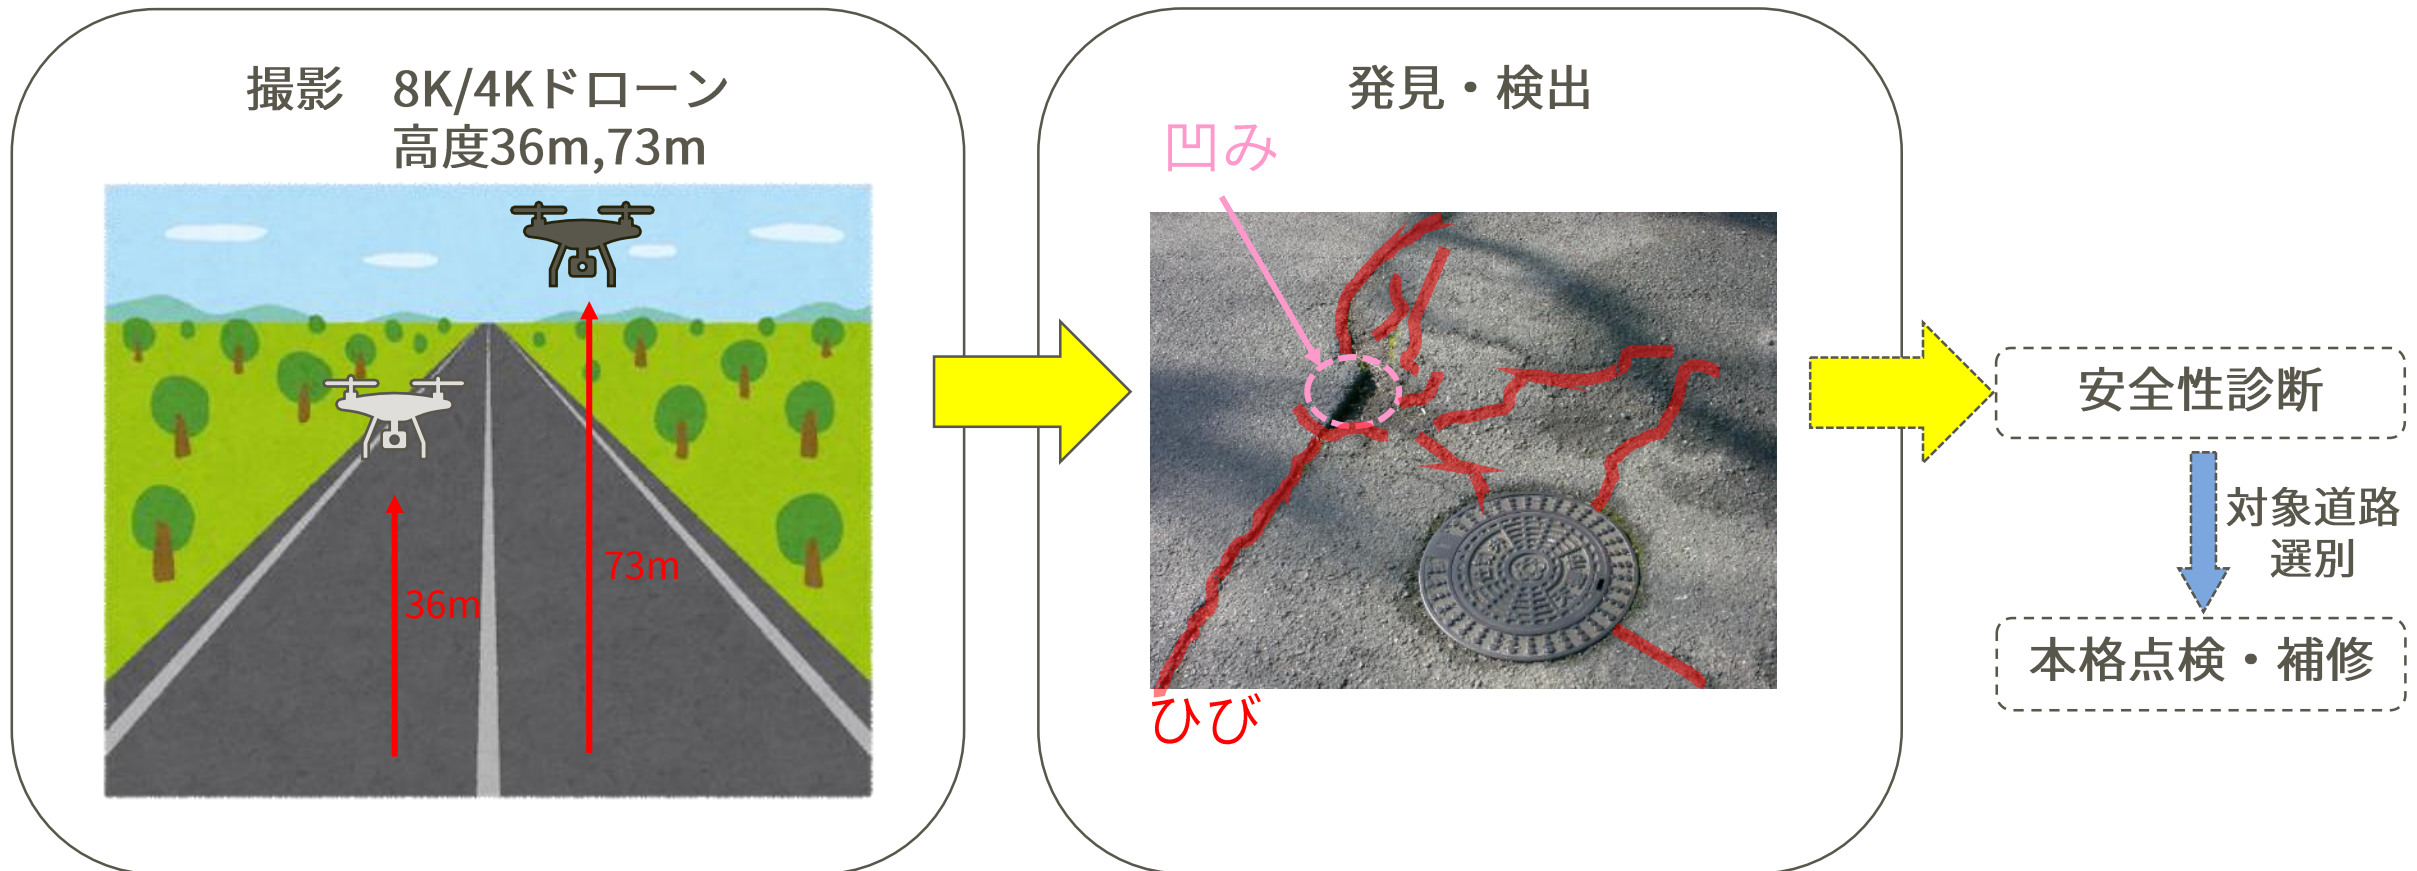 撮影　8K/4Kドローン
高度36m,73m
36m
73m
発見・検出
凹み
ひび
安全性診断
対象道路
選別
本格点検・補修